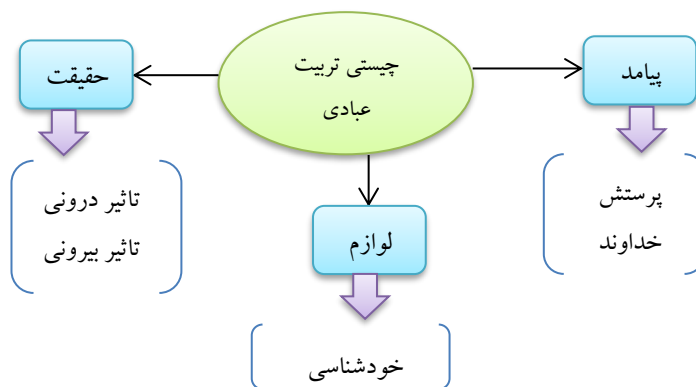 چیستی تربیت
عبادی
پیامد
پرستش
خداوند
لوازم
خودشناسی
حقیقت
تاثیر درونی
تاثیر بیرونی